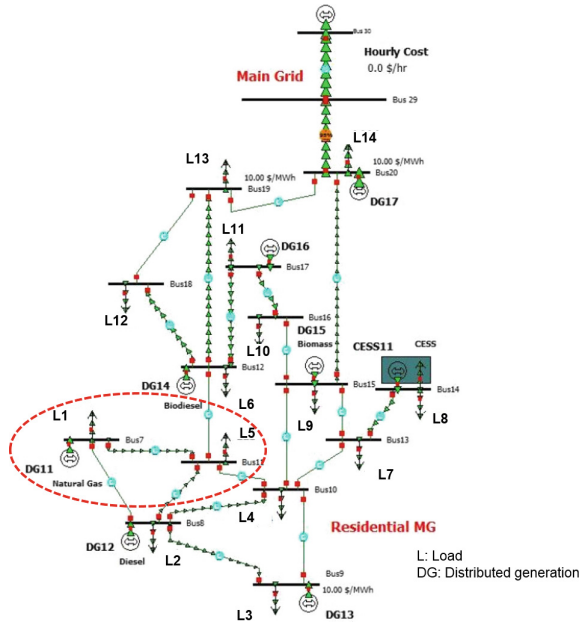 Bus 30
Hourly Cost
0.0 $/hr
Main Grid
Bus 29
L14
L13
10.00 $/MWh
10.00 $/MWh
Bus20
Bus19
DG17
L11
DG16
Bus17
Bus18
L12
L10
Bus16
DG15
Biomass
CESS11
CESS
Bus12
DG14
Biodiesel
L6
L9
Bus15
Bus14
L8
L1
L5
Bus7
Bus13
L7
DG11
Natural Gas
Bus11
L4
Bus10
Residential MG
Bus8
DG12
Diesel
L2
L: Load
DG: Distributed generation
Bus9
10.00 $/MWh
L3
DG13